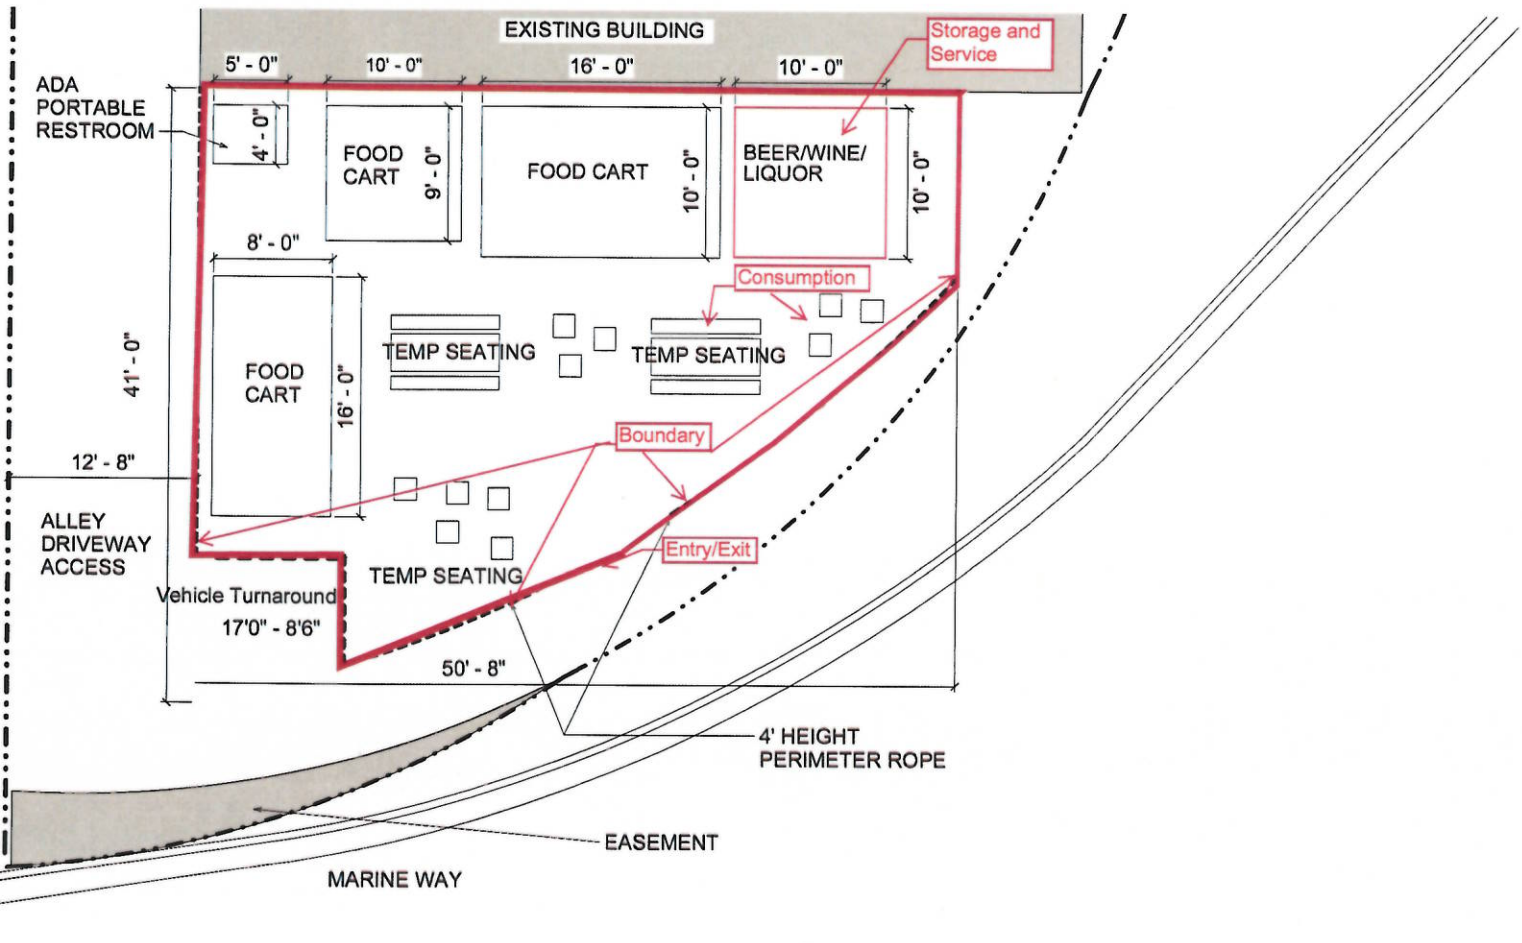 EXISTING BUILDING
Storage and
Service
5' - 0"
10' - 0"
16' - 0"
10' - 0"
ADA
PORTABLE
RESTROOM
4' - 0"
FOOD
CART
9' - 0"
FOOD CART
10' - 0"
BEER/WINE/
LIQUOR
10' - 0"
8' - 0"
Consumption
41' - 0"
FOOD
CART
16' - 0"
TEMP SEATING
TEMP SEATING
Boundary
12' - 8"
ALLEY
DRIVEWAY
ACCESS
Entry/Exit
TEMP SEATING
Vehicle Turnaround
17'0" - 8'6"
50' - 8"
4' HEIGHT
PERIMETER ROPE
EASEMENT
MARINE WAY